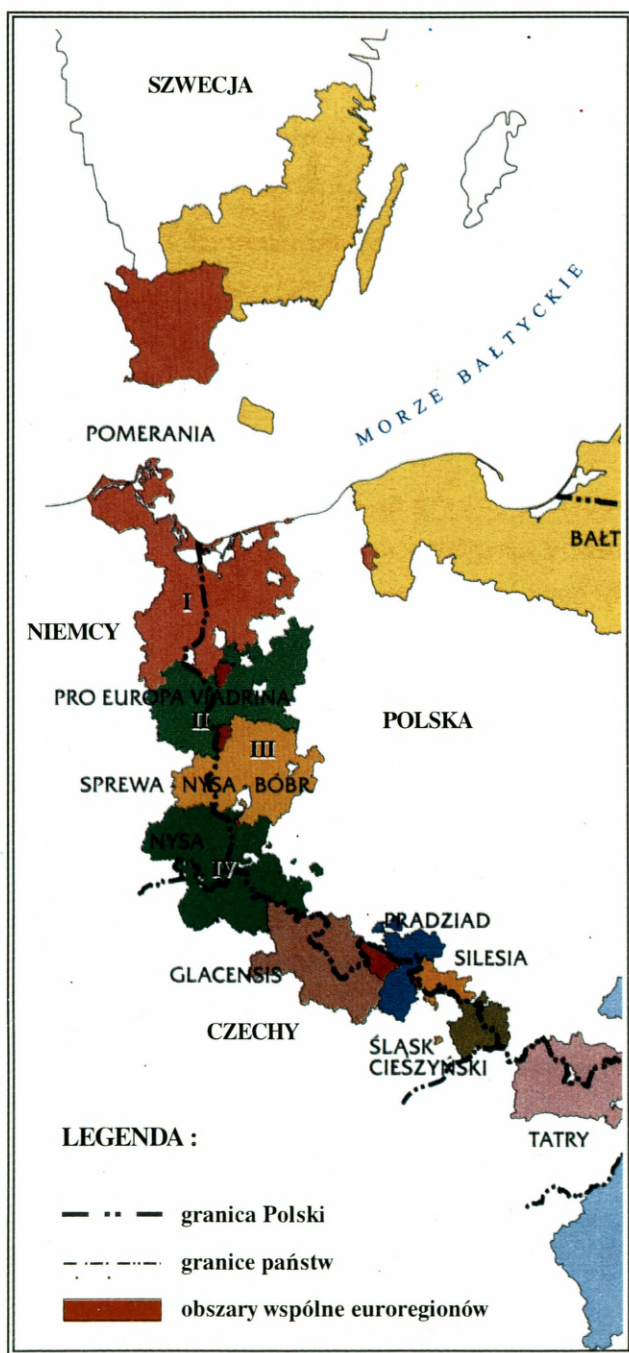 SZWECJA
MORZE BAŁTYCKIE
POMERANIA
BAŁT
I
NIEMCY
PRO EUROPA VIADRINA
II
POLSKA
III
SPREWA - NYSA - BÓBR
NYSA
IV
PRADZIAD
SILESIA
GLACENSIS
CZECHY
ŚLĄSK
CIESZYŃSKI
TATRY
LEGENDA :
granica Polski
granice państw
obszary wspólne euroregionów